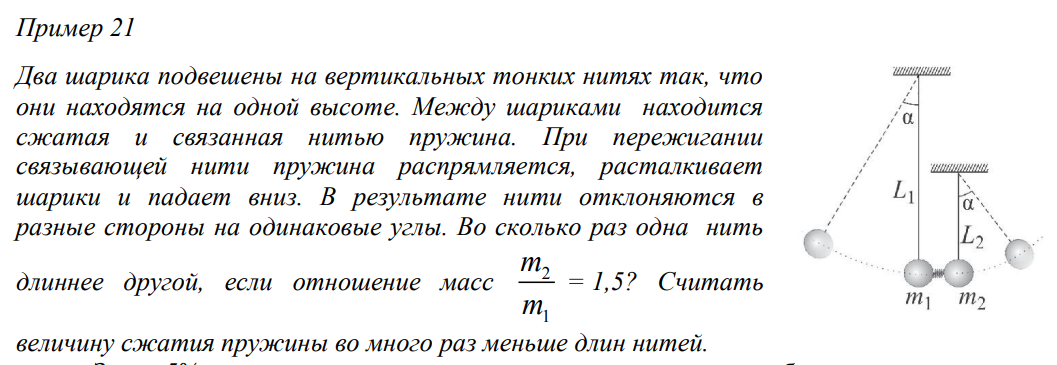 Пример 21
Два шарика подвешены на вертикальных тонких нитях так, что
они находятся на одной высоте. Между шариками находится
сжатая и связанная нитью пружина. При пережигании
связывающей нити пружина распрямляется, расталкивает
шарики и падает вниз. В результате нити отклоняются в
разные стороны на одинаковые углы. Во сколько раз одна нить
длиннее другой, если отношение масс m₂/m₁ = 1,5? Считать
величину сжатия пружины во много раз меньше длин нитей.
α
L₁
α
L₂
m₁ m₂